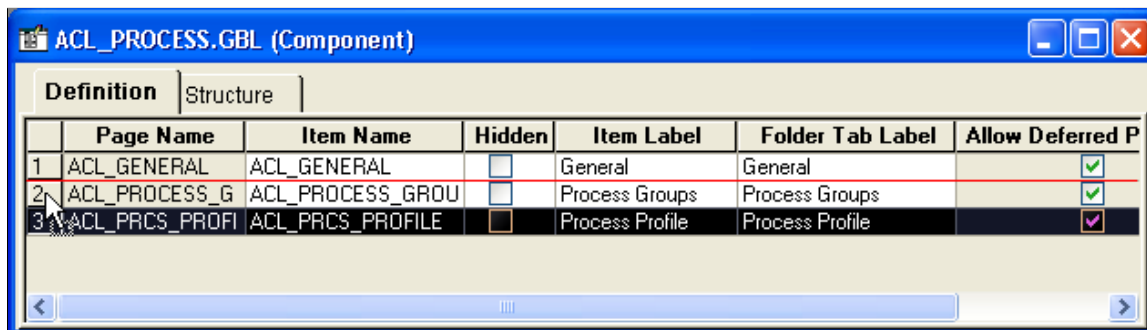 ACL_PROCESS.GBL (Component)
Definition Structure
Page Name Item Name Hidden Item Label Folder Tab Label Allow Deferred P
1 ACL_GENERAL ACL_GENERAL General General
2 ACL_PROCESS_G ACL_PROCESS_GROU Process Groups Process Groups
3 ACL_PRCS_PROFI ACL_PRCS_PROFILE Process Profile Process Profile